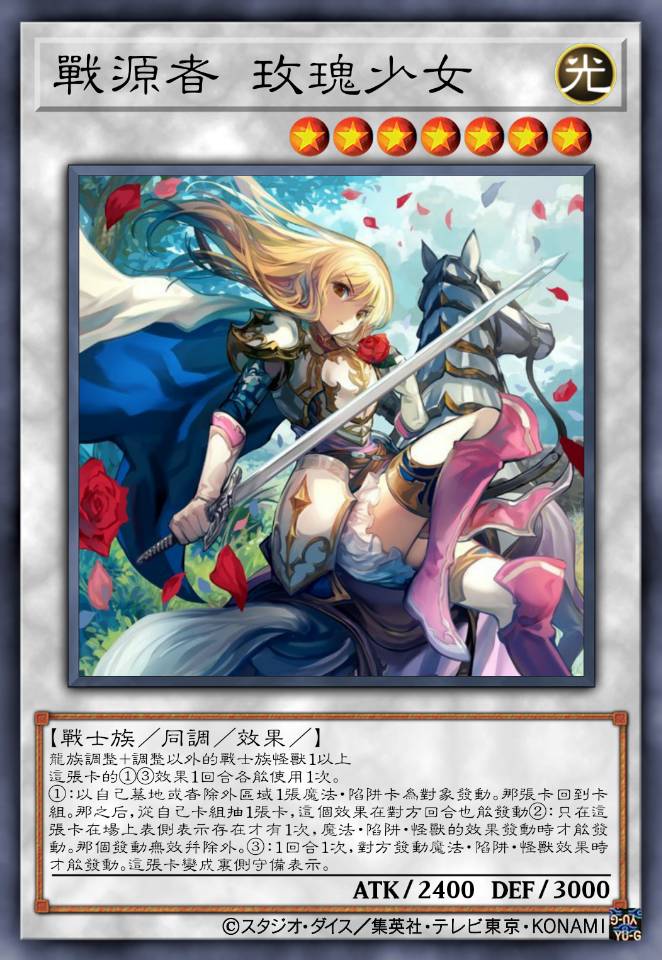 戰源者 玫瑰少女
光
【戰士族／同調／效果／】
龍族調整＋調整以外的戰士族怪獸1以上
這張卡的①③效果1回合各能使用1次。
①：以自己墓地或者除外區域1張魔法·陷阱卡為對象發動。那張卡回到卡
組。那之后，從自己卡組抽1張卡，這個效果在對方回合也能發動②：只在這
張卡在場上表側表示存在才有1次，魔法·陷阱·怪獸的效果發動時才能發
動。那個發動無效并除外。③：1回合1次，對方發動魔法·陷阱·怪獸效果時
才能發動。這張卡變成裏側守備表示。
ATK/2400 DEF/3000
©スタジオ·ダイス／集英社·テレビ東京·KONAMI